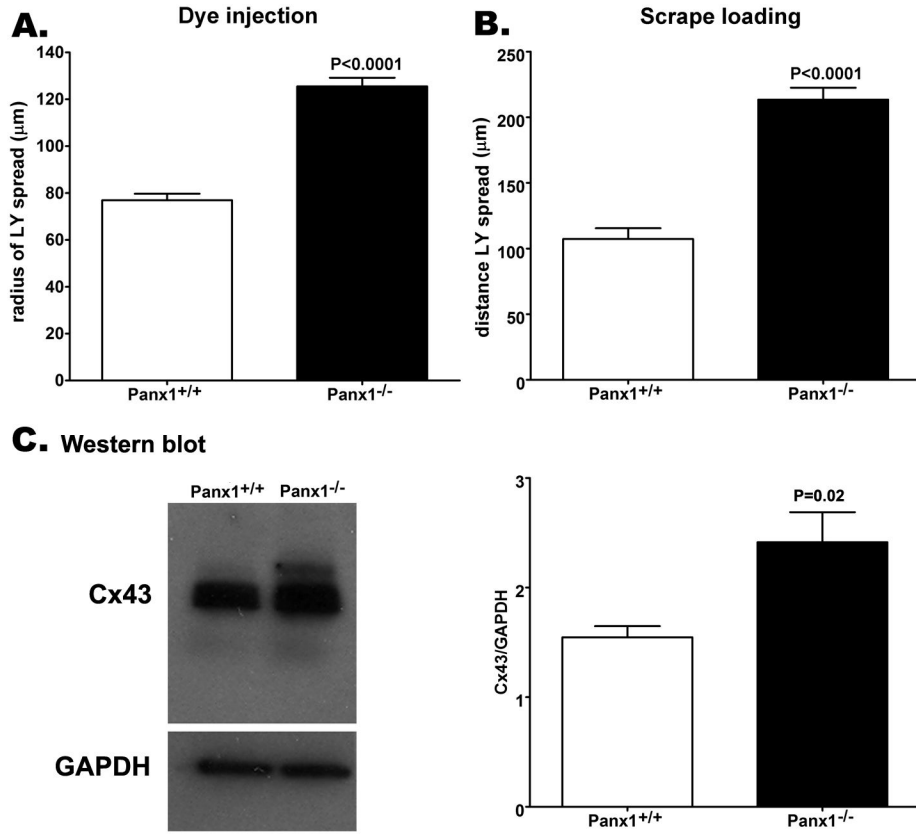 A. Dye injection
radius of LY spread (μm)
140
120
100
80
60
40
20
0
P<0.0001
Panx1+/+ Panx1-/-
B. Scrape loading
distance LY spread (μm)
250
200
150
100
50
0
P<0.0001
Panx1+/+ Panx1-/-
C. Western blot
Panx1+/+ Panx1-/-
Cx43
GAPDH
Cx43/GAPDH
3
2
1
0
P=0.02
Panx1+/+ Panx1-/-